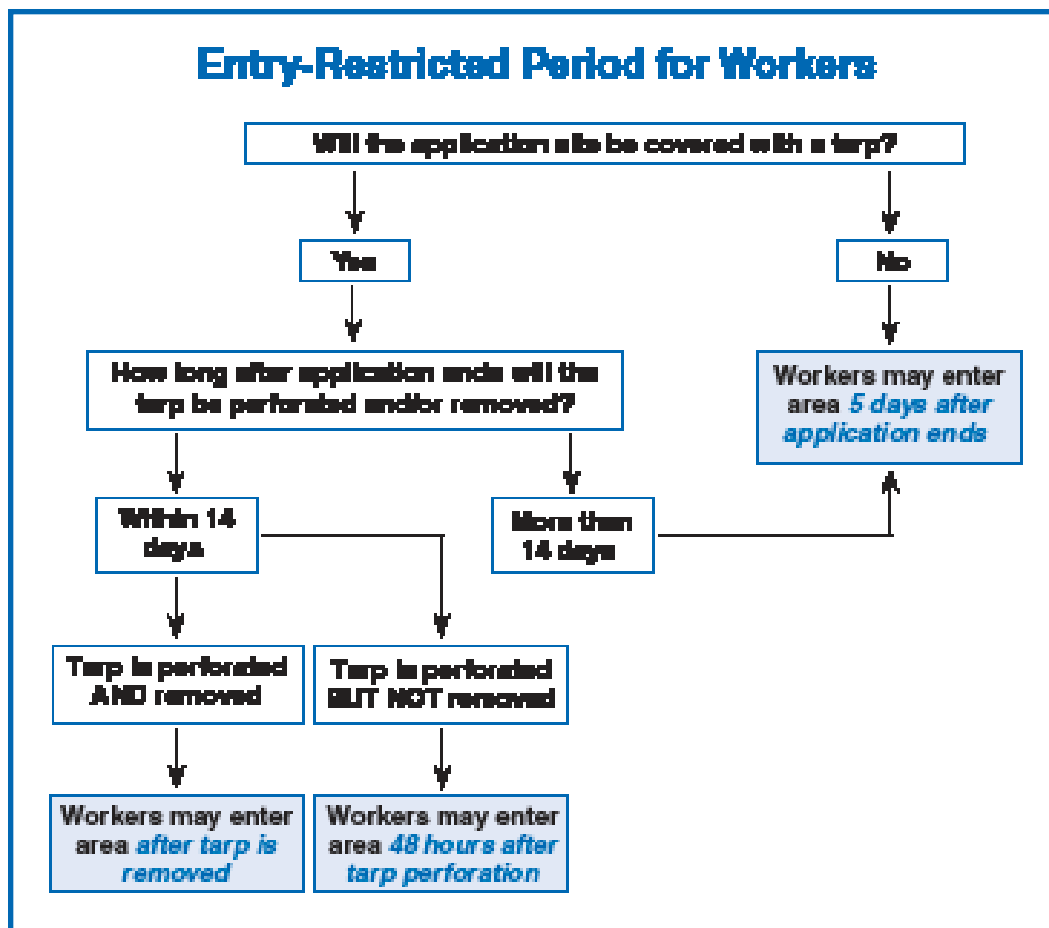 Entry-Restricted Period for Workers
Will the application site be covered with a tarp?
Yes
No
How long after application ends will the
tarp be perforated and/or removed?
Workers may enter
area 5 days after
application ends
Within 14
days
More than
14 days
Tarp is perforated
AND removed
Tarp is perforated
BUT NOT removed
Workers may enter
area after tarp is
removed
Workers may enter
area 48 hours after
tarp perforation